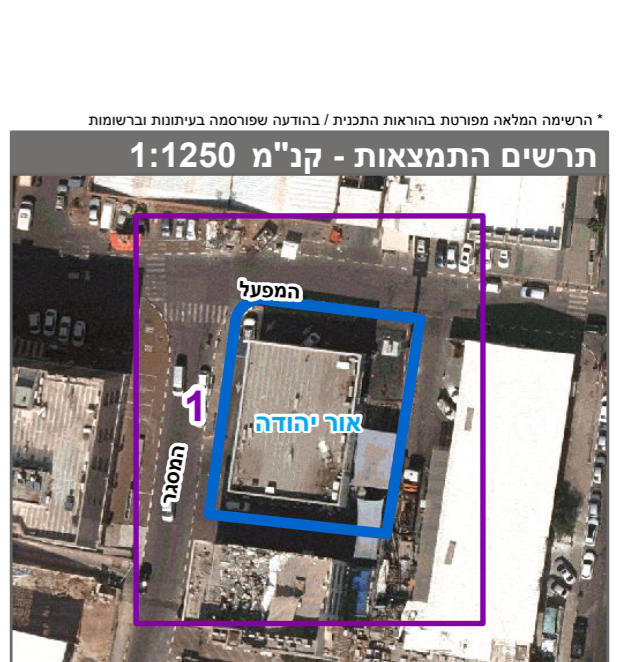 * הרשימה המלאה מפורטת בהוראות התכנית / בהודעה שפורסמה בעיתונות וברשומות
תרשים התמצאות - קנ"מ 1:1250
המפעל
1
אור יהודה
המסגר